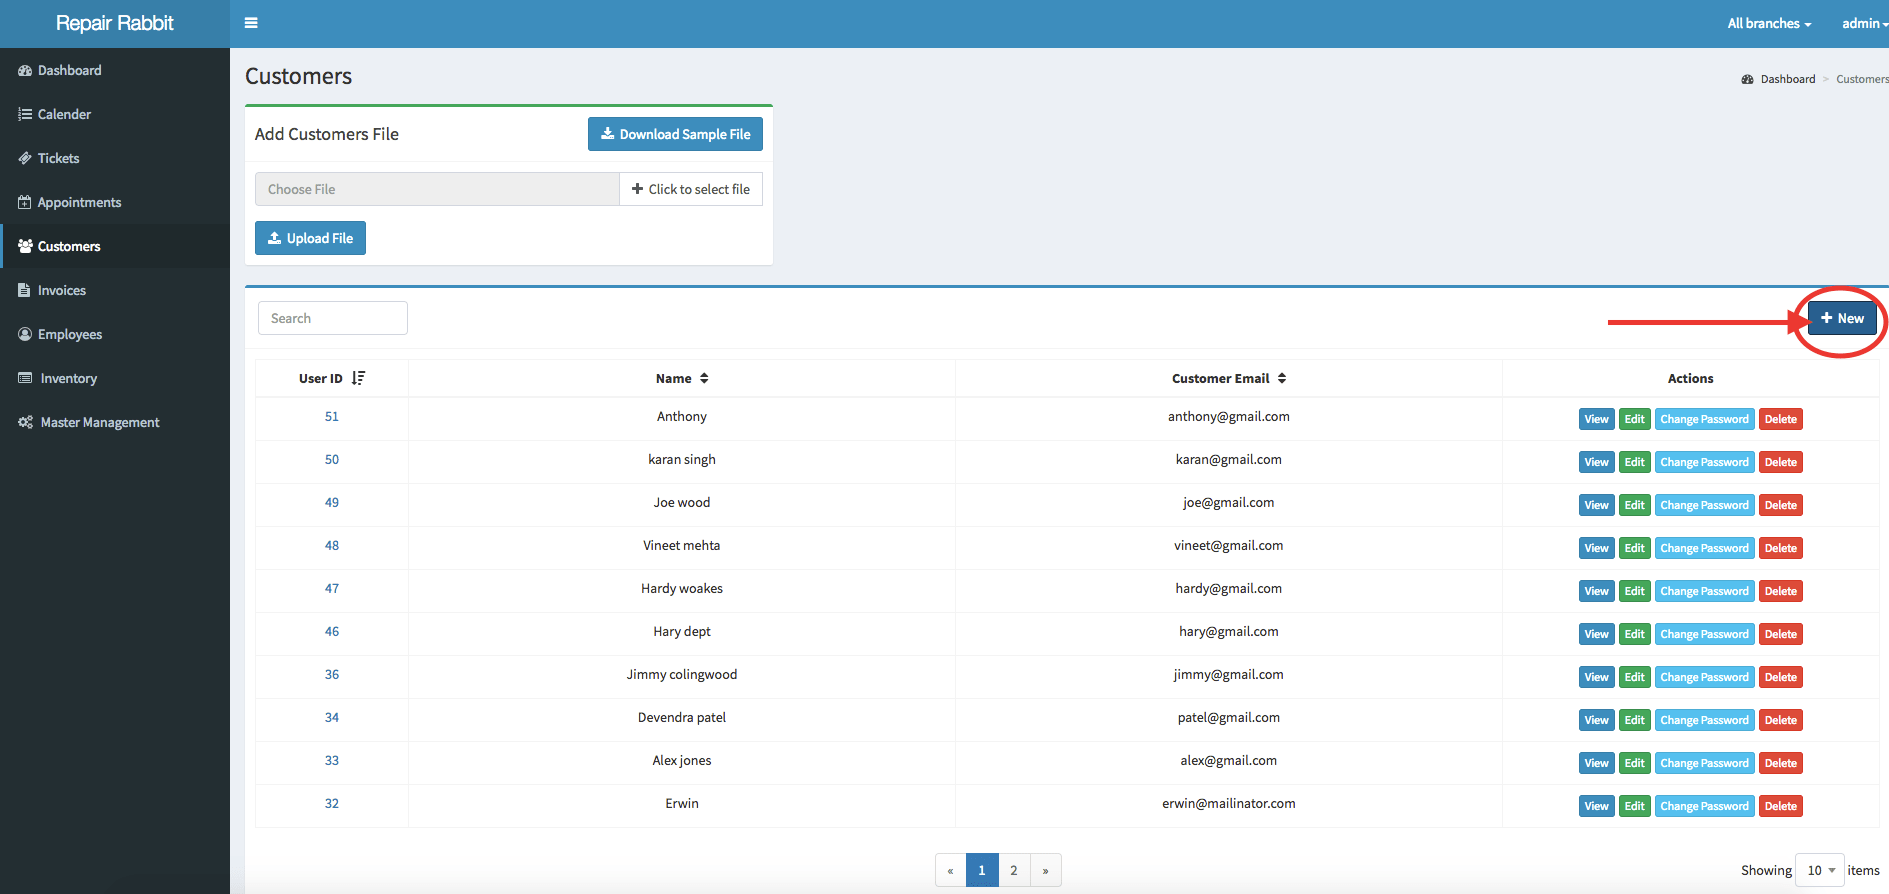 Repair Rabbit
All branches
admin
Dashboard
Calender
Tickets
Appointments
Customers
Invoices
Employees
Inventory
Master Management
Customers
Dashboard > Customers
Add Customers File
Download Sample File
Choose File
+ Click to select file
Upload File
Search
+ New
User ID Name Customer Email Actions
51 Anthony anthony@gmail.com View Edit Change Password Delete
50 karan singh karan@gmail.com View Edit Change Password Delete
49 Joe wood joe@gmail.com View Edit Change Password Delete
48 Vineet mehta vineet@gmail.com View Edit Change Password Delete
47 Hardy woakes hardy@gmail.com View Edit Change Password Delete
46 Hary dept hary@gmail.com View Edit Change Password Delete
36 Jimmy colingwood jimmy@gmail.com View Edit Change Password Delete
34 Devendra patel patel@gmail.com View Edit Change Password Delete
33 Alex jones alex@gmail.com View Edit Change Password Delete
32 Erwin erwin@mailinator.com View Edit Change Password Delete
« 1 2 »
Showing 10 items